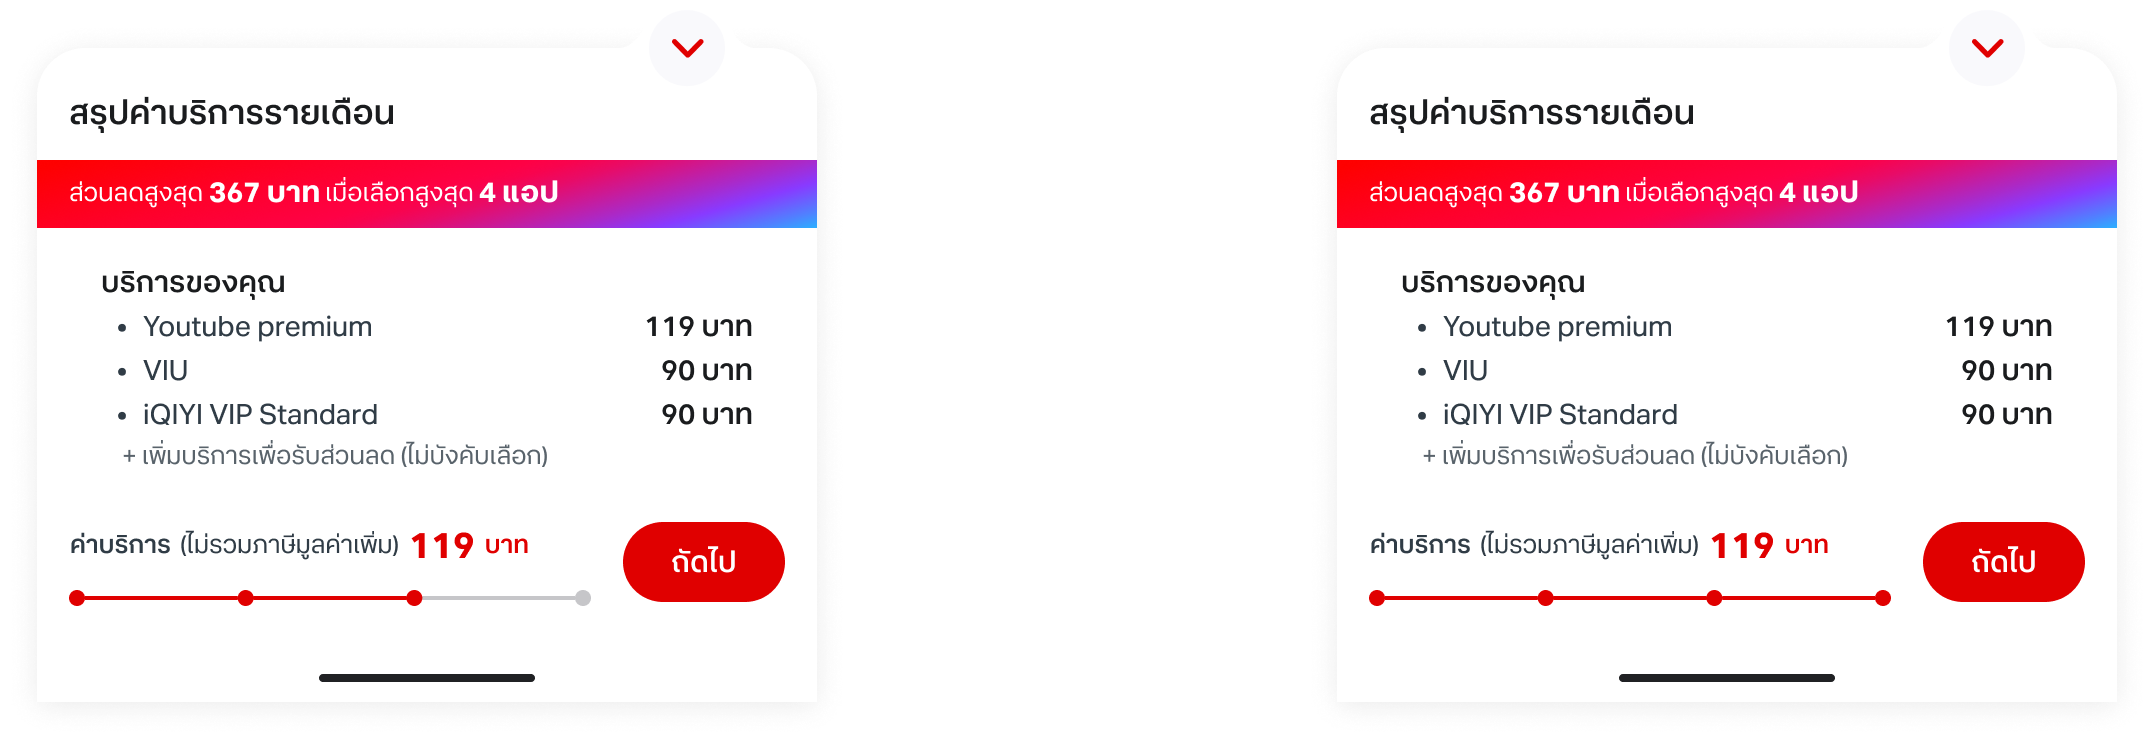 สรุปค่าบริการรายเดือน
ส่วนลดสูงสุด 367 บาท เมื่อเลือกสูงสุด 4 แอป
บริการของคุณ
• Youtube premium 119 บาท
• VIU 90 บาท
• iQIYI VIP Standard 90 บาท
+ เพิ่มบริการเพื่อรับส่วนลด (ไม่บังคับเลือก)
ค่าบริการ (ไม่รวมภาษีมูลค่าเพิ่ม) 119 บาท
ถัดไป
สรุปค่าบริการรายเดือน
ส่วนลดสูงสุด 367 บาท เมื่อเลือกสูงสุด 4 แอป
บริการของคุณ
• Youtube premium 119 บาท
• VIU 90 บาท
• iQIYI VIP Standard 90 บาท
+ เพิ่มบริการเพื่อรับส่วนลด (ไม่บังคับเลือก)
ค่าบริการ (ไม่รวมภาษีมูลค่าเพิ่ม) 119 บาท
ถัดไป